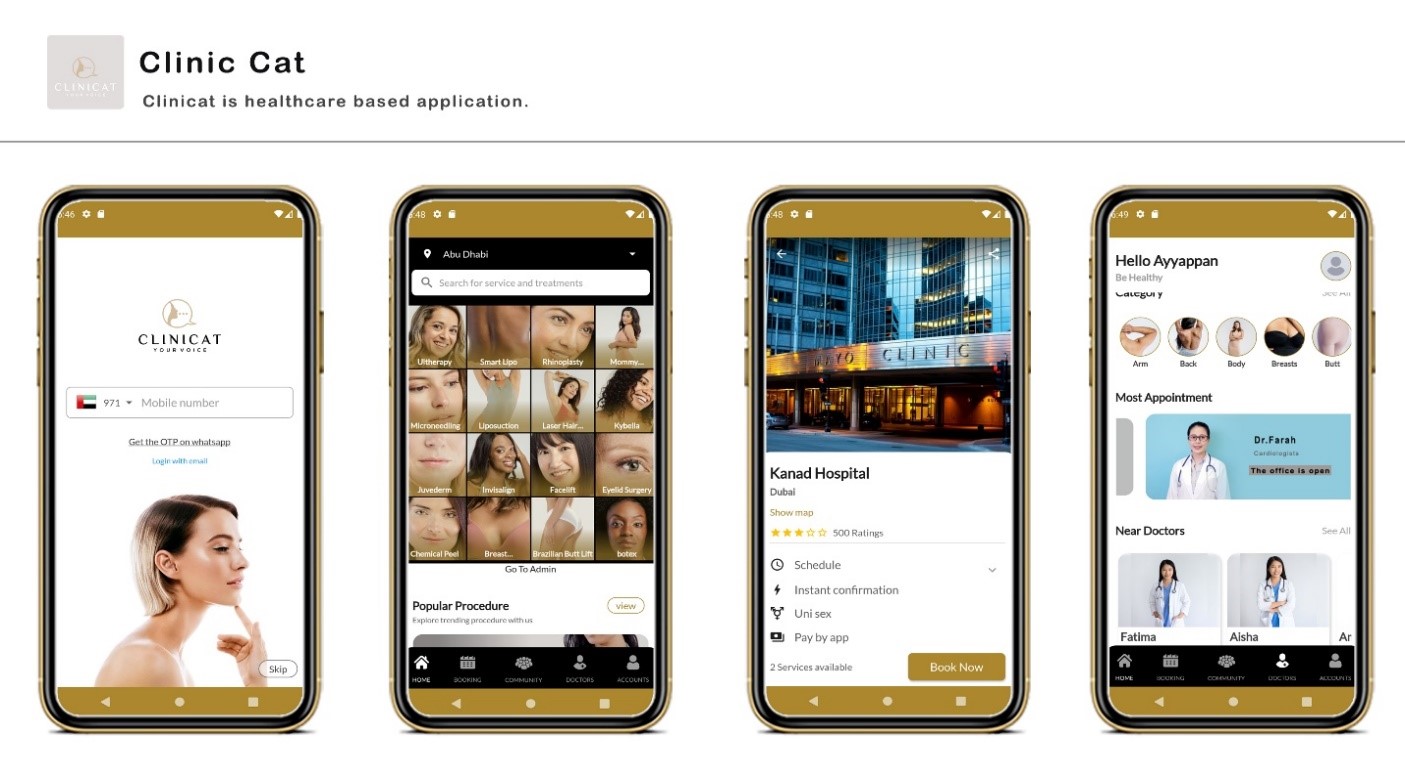 CLINICAT
Clinic Cat
Clinicat is healthcare based application.
:46
CLINICAT
YOUR VOICE
971
Mobile number
Get the OTP on whatsapp
Login with email
Skip
:48
Abu Dhabi
Search for service and treatments
Ultherapy Smart Lipo Rhinoplasty Mommy...
Microneedling Liposuction Laser Hair... Kybella
Juvederm Invisalign Facelift Eyelid Surgery
Chemical Peel Breast... Brazilian Butt Lift botox
Go To Admin
Popular Procedure view
Explore trending procedure with us
HOME BOOKING COMMUNITY DOCTORS ACCOUNTS
:48
MAYO CLINIC
Kanad Hospital
Dubai
Show map
500 Ratings
Schedule
Instant confirmation
Uni sex
Pay by app
2 Services available Book Now
6:49
Hello Ayyappan
Be Healthy
Category See All
Arm Back Body Breasts Butt
Most Appointment
Dr.Farah
Cardiologists
The office is open
Near Doctors See All
Fatima Aisha Ar
HOME BOOKING COMMUNITY DOCTORS ACCOUNTS